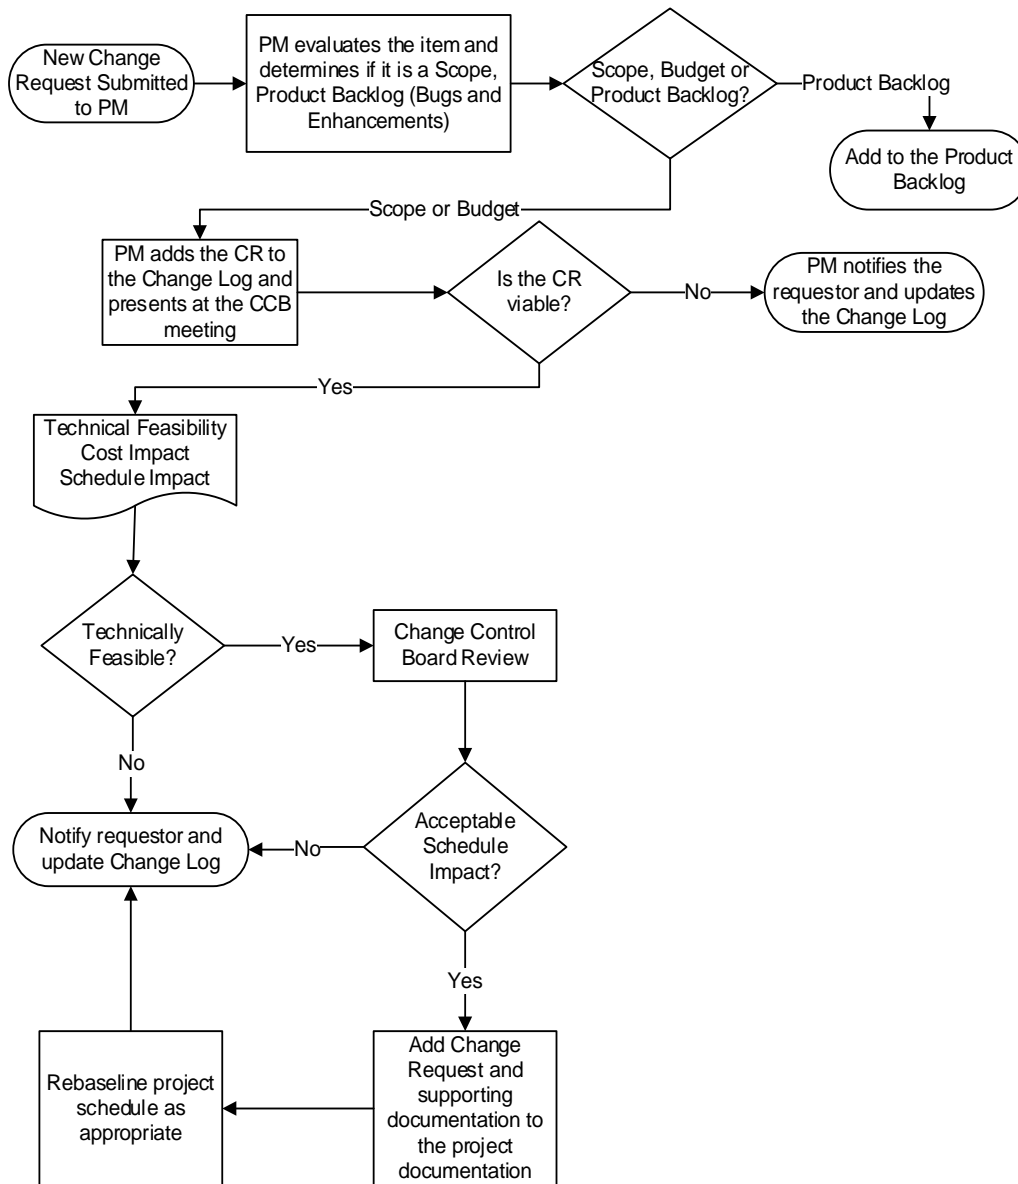 New Change
Request Submitted
to PM
PM evaluates the item and
determines if it is a Scope,
Product Backlog (Bugs and
Enhancements)
Scope, Budget or
Product Backlog?
Product Backlog
Add to the Product
Backlog
Scope or Budget
PM adds the CR to
the Change Log and
presents at the CCB
meeting
Is the CR
viable?
No
PM notifies the
requestor and updates
the Change Log
Yes
Technical Feasibility
Cost Impact
Schedule Impact
Technically
Feasible?
Yes
Change Control
Board Review
No
Notify requestor and
update Change Log
No
Acceptable
Schedule
Impact?
Yes
Rebaseline project
schedule as
appropriate
Add Change
Request and
supporting
documentation to
the project
documentation